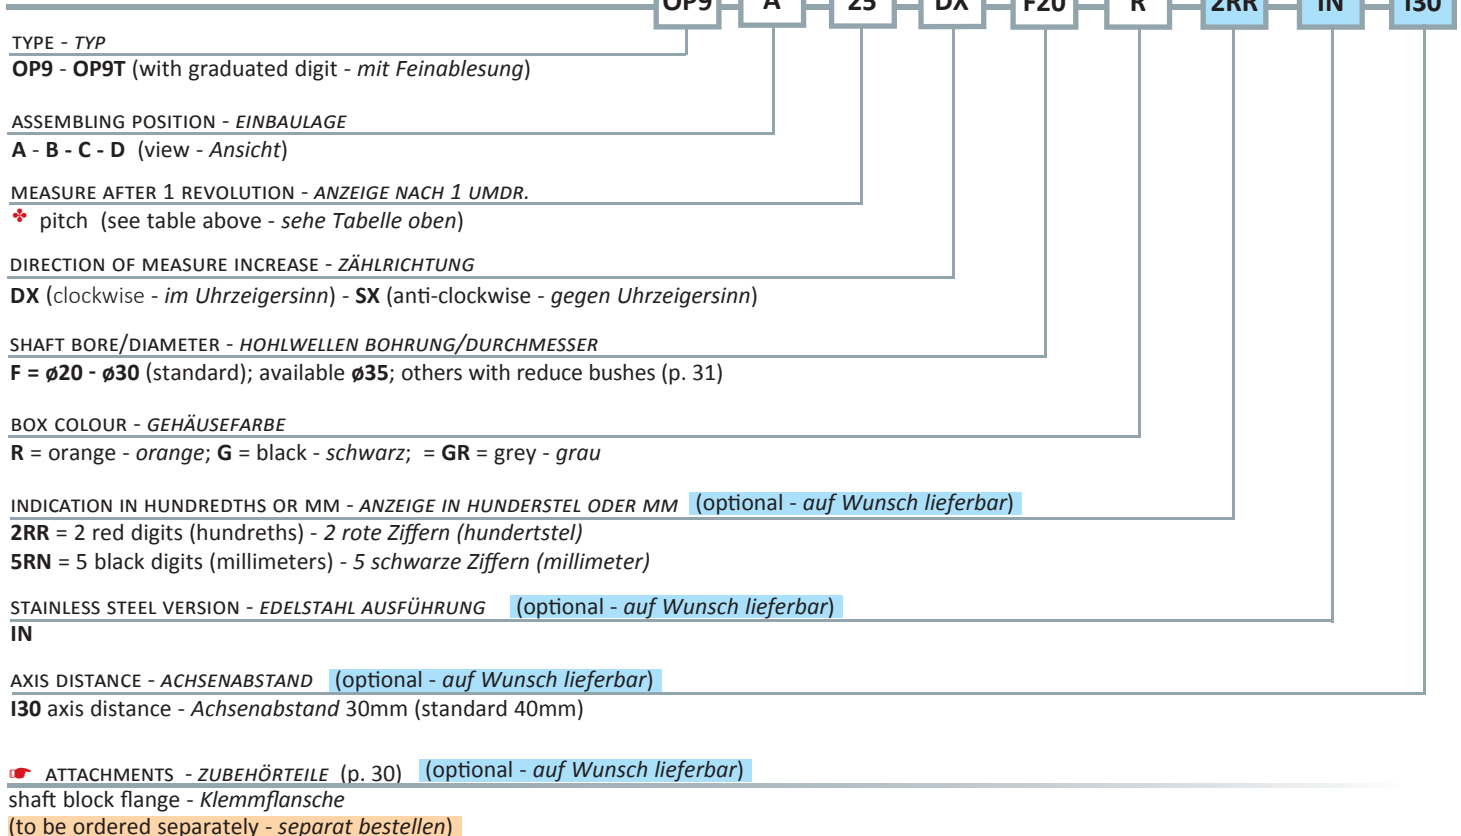 OP9 A 25 DX F20 R 2RR IN I30
TYPE - TYP
OP9 - OP9T (with graduated digit - mit Feinablesung)
ASSEMBLING POSITION - EINBAULAGE
A - B - C - D (view - Ansicht)
MEASURE AFTER 1 REVOLUTION - ANZEIGE NACH 1 UMDR.
✤ pitch (see table above - sehe Tabelle oben)
DIRECTION OF MEASURE INCREASE - ZÄHLRICHTUNG
DX (clockwise - im Uhrzeigersinn) - SX (anti-clockwise - gegen Uhrzeigersinn)
SHAFT BORE/DIAMETER - HOHLWELLEN BOHRUNG/DURCHMESSER
F = ø20 - ø30 (standard); available ø35; others with reduce bushes (p. 31)
BOX COLOUR - GEHÄUSEFARBE
R = orange - orange; G = black - schwarz; = GR = grey - grau
INDICATION IN HUNDREDTHS OR MM - ANZEIGE IN HUNDERSTEL ODER MM (optional - auf Wunsch lieferbar)
2RR = 2 red digits (hundreths) - 2 rote Ziffern (hundertstel)
5RN = 5 black digits (millimeters) - 5 schwarze Ziffern (millimeter)
STAINLESS STEEL VERSION - EDELSTAHL AUSFÜHRUNG (optional - auf Wunsch lieferbar)
IN
AXIS DISTANCE - ACHSENABSTAND (optional - auf Wunsch lieferbar)
I30 axis distance - Achsenabstand 30mm (standard 40mm)
☛ ATTACHMENTS - ZUBEHÖRTEILE (p. 30) (optional - auf Wunsch lieferbar)
shaft block flange - Klemmflansche
(to be ordered separately - separat bestellen)